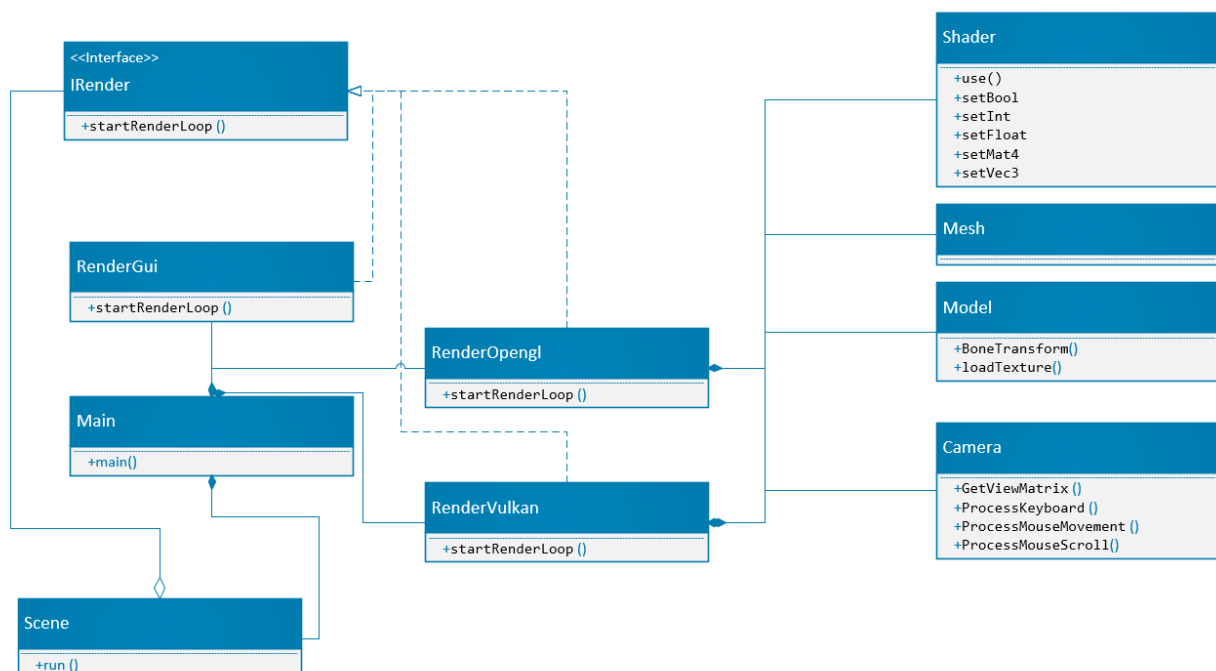 <<Interface>>
IRender
+startRenderLoop ()
RenderGui
+startRenderLoop ()
Main
+main()
Scene
+run ()
RenderOpengl
+startRenderLoop ()
RenderVulkan
+startRenderLoop ()
Shader
+use()
+setBool
+setInt
+setFloat
+setMat4
+setVec3
Mesh
Model
+BoneTransform()
+loadTexture()
Camera
+GetViewMatrix ()
+ProcessKeyboard ()
+ProcessMouseMovement ()
+ProcessMouseScroll()